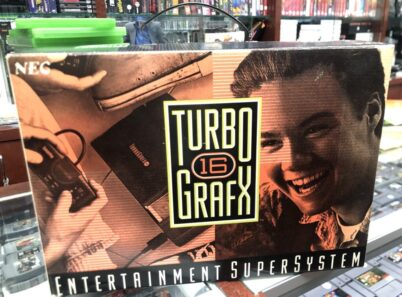 NEC
TURBO
16
GRAFX
ENTERTAINMENT SUPERSYSTEM